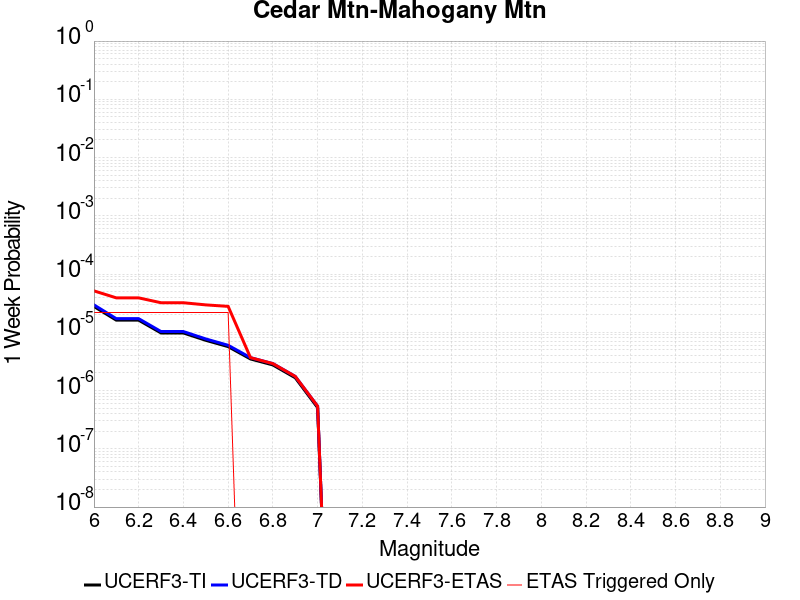 Cedar Mtn-Mahogany Mtn
10^0
10^-1
10^-2
10^-3
10^-4
10^-5
10^-6
10^-7
10^-8
1 Week Probability
6 6.2 6.4 6.6 6.8 7 7.2 7.4 7.6 7.8 8 8.2 8.4 8.6 8.8 9
Magnitude
UCERF3-TI UCERF3-TD UCERF3-ETAS ETAS Triggered Only